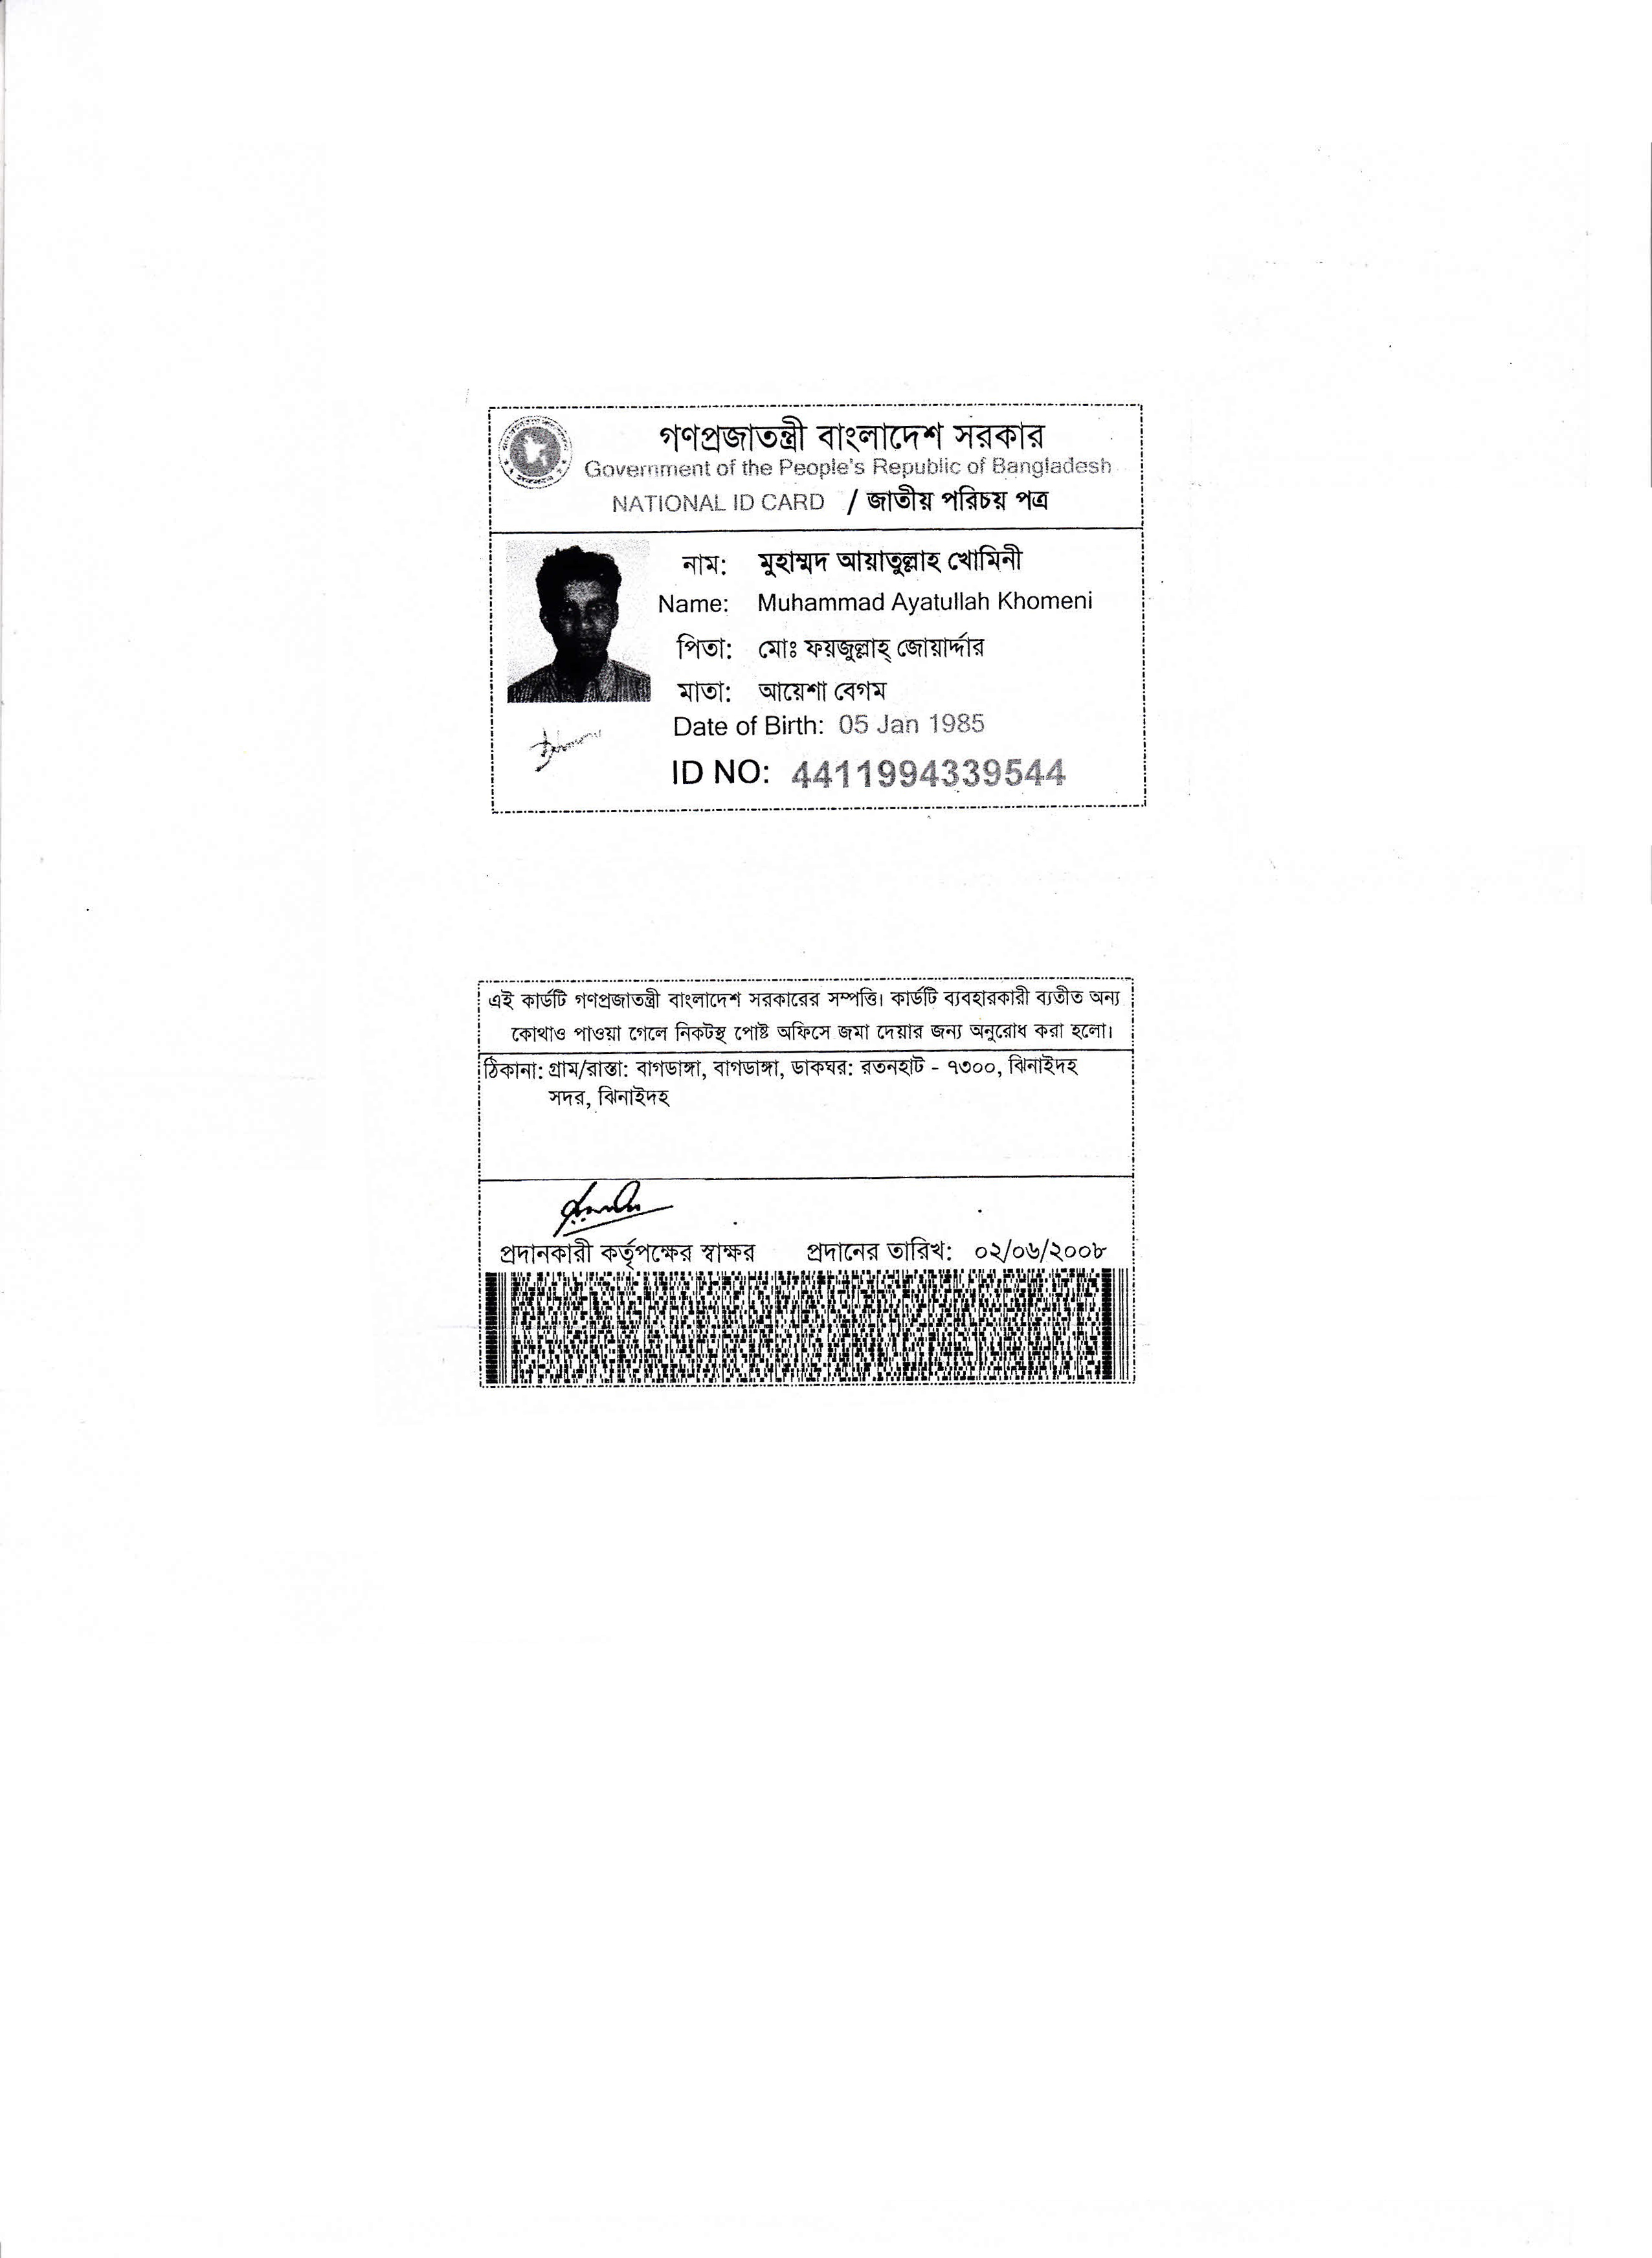 গণপ্রজাতন্ত্রী বাংলাদেশ সরকার
Government of the People's Republic of Bangladesh
NATIONAL ID CARD / জাতীয় পরিচয় পত্র
নাম: মুহাম্মদ আয়াতুল্লাহ খোমিনী
Name: Muhammad Ayatullah Khomeni
পিতা: মোঃ ফয়জুল্লাহ্ জোয়ার্দ্দার
মাতা: আয়েশা বেগম
Date of Birth: 05 Jan 1985
ID NO: 4411994339544
এই কার্ডটি গণপ্রজাতন্ত্রী বাংলাদেশ সরকারের সম্পত্তি। কার্ডটি ব্যবহারকারী ব্যতীত অন্য
কোথাও পাওয়া গেলে নিকটস্থ পোষ্ট অফিসে জমা দেয়ার জন্য অনুরোধ করা হলো।
ঠিকানা: গ্রাম/রাস্তা: বাগডাঙ্গা, বাগডাঙ্গা, ডাকঘর: রতনহাট - ৭৩০০, ঝিনাইদহ
সদর, ঝিনাইদহ
প্রদানকারী কর্তৃপক্ষের স্বাক্ষর প্রদানের তারিখ: ০২/০৬/২০০৮